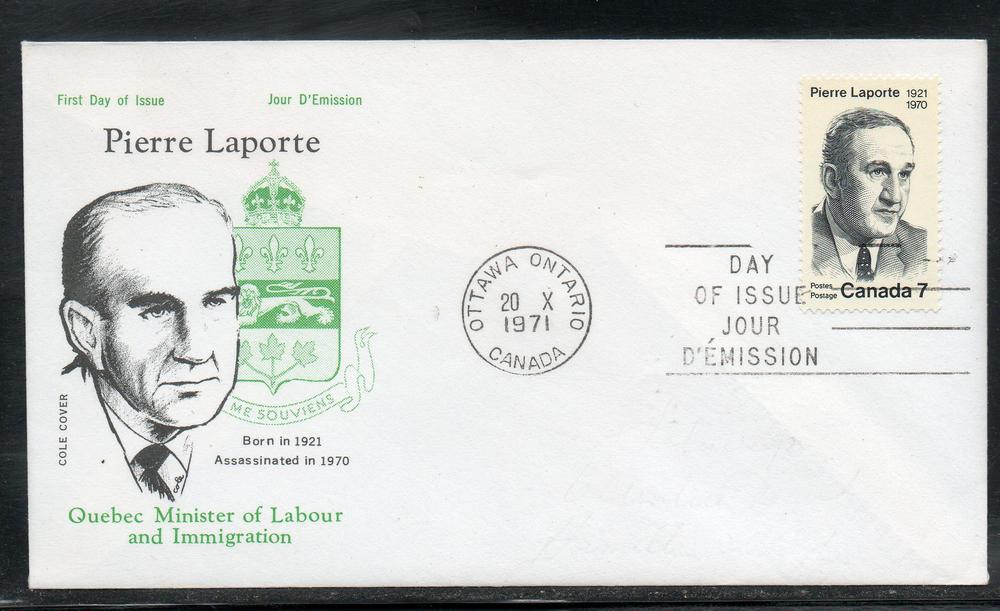 First Day of Issue Jour D'Emission
Pierre Laporte
ME SOUVIENS
COLE COVER
Born in 1921
Assassinated in 1970
cole
Quebec Minister of Labour
and Immigration
OTTAWA ONTARIO
20 X
1971
CANADA
DAY
OF ISSUE
JOUR
D'ÉMISSION
Pierre Laporte 1921
1970
Postes
Postage Canada 7